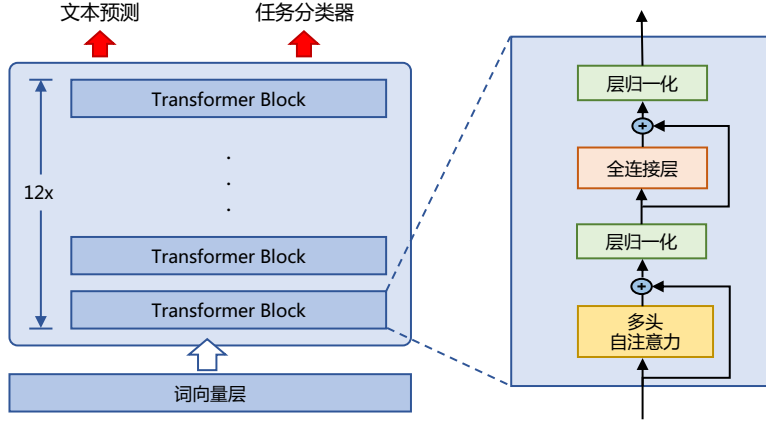 文本预测
任务分类器
Transformer Block
.
.
.
12x
Transformer Block
Transformer Block
词向量层
层归一化
+
全连接层
层归一化
+
多头
自注意力